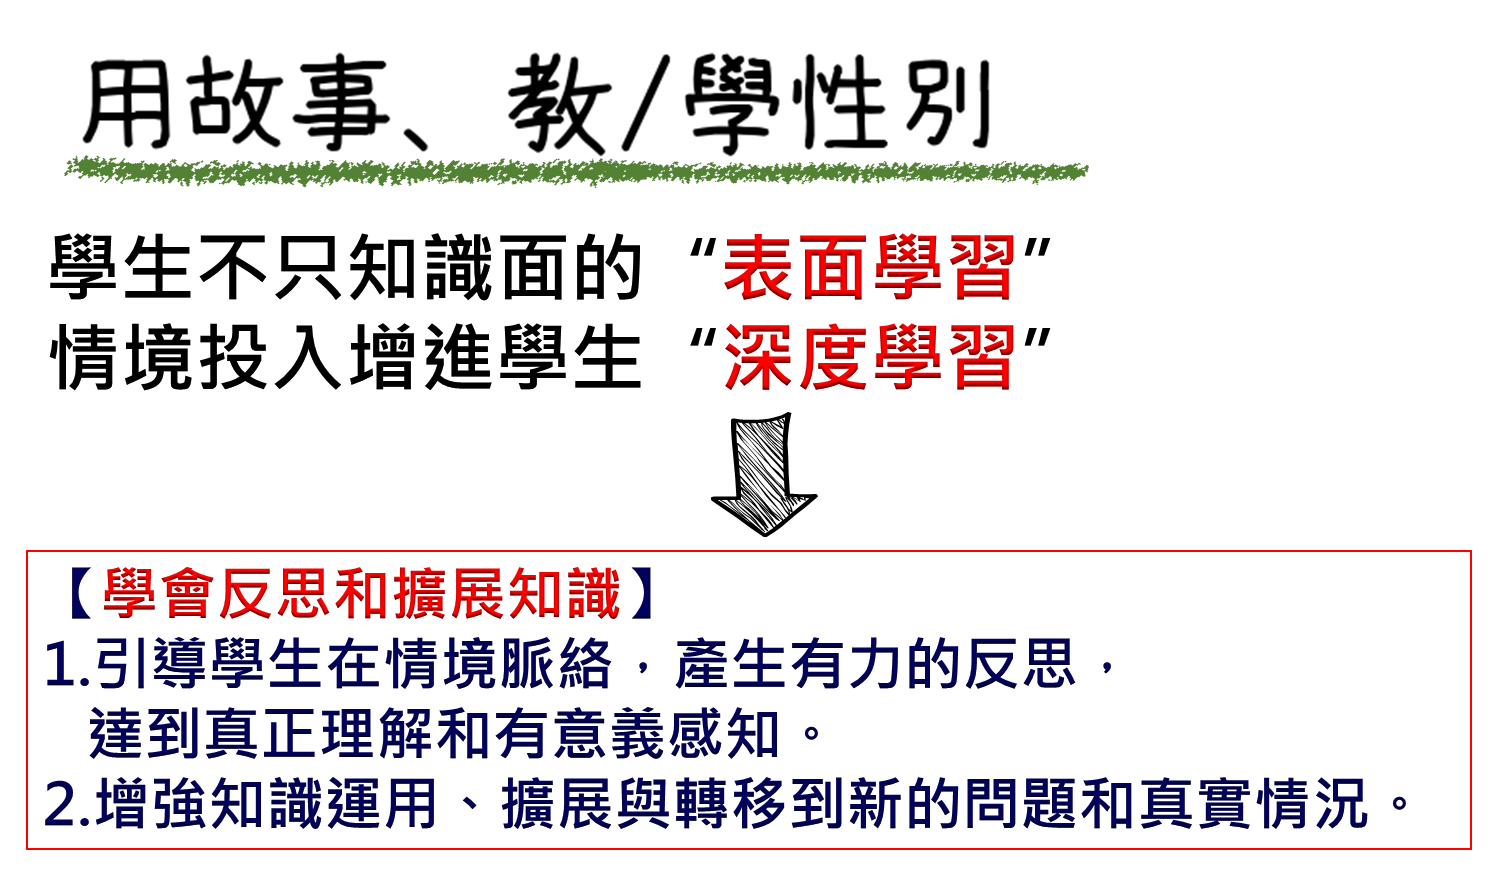 用故事、教/學性別
學生不只知識面的 “表面學習”
情境投入增進學生 “深度學習”
【學會反思和擴展知識】
1.引導學生在情境脈絡，產生有力的反思，
達到真正理解和有意義感知。
2.增強知識運用、擴展與轉移到新的問題和真實情況。